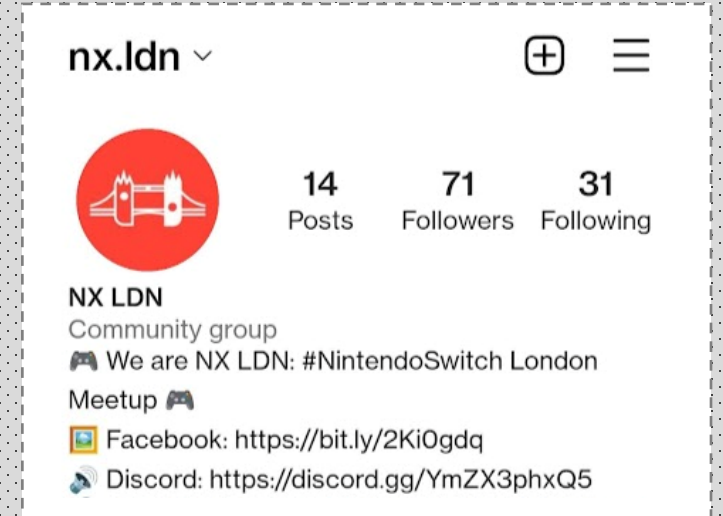 nx.ldn
14 71 31
Posts Followers Following
NX LDN
Community group
🎮 We are NX LDN: #NintendoSwitch London
Meetup 🎮
🖼️ Facebook: https://bit.ly/2Ki0gdq
🔊 Discord: https://discord.gg/YmZX3phxQ5